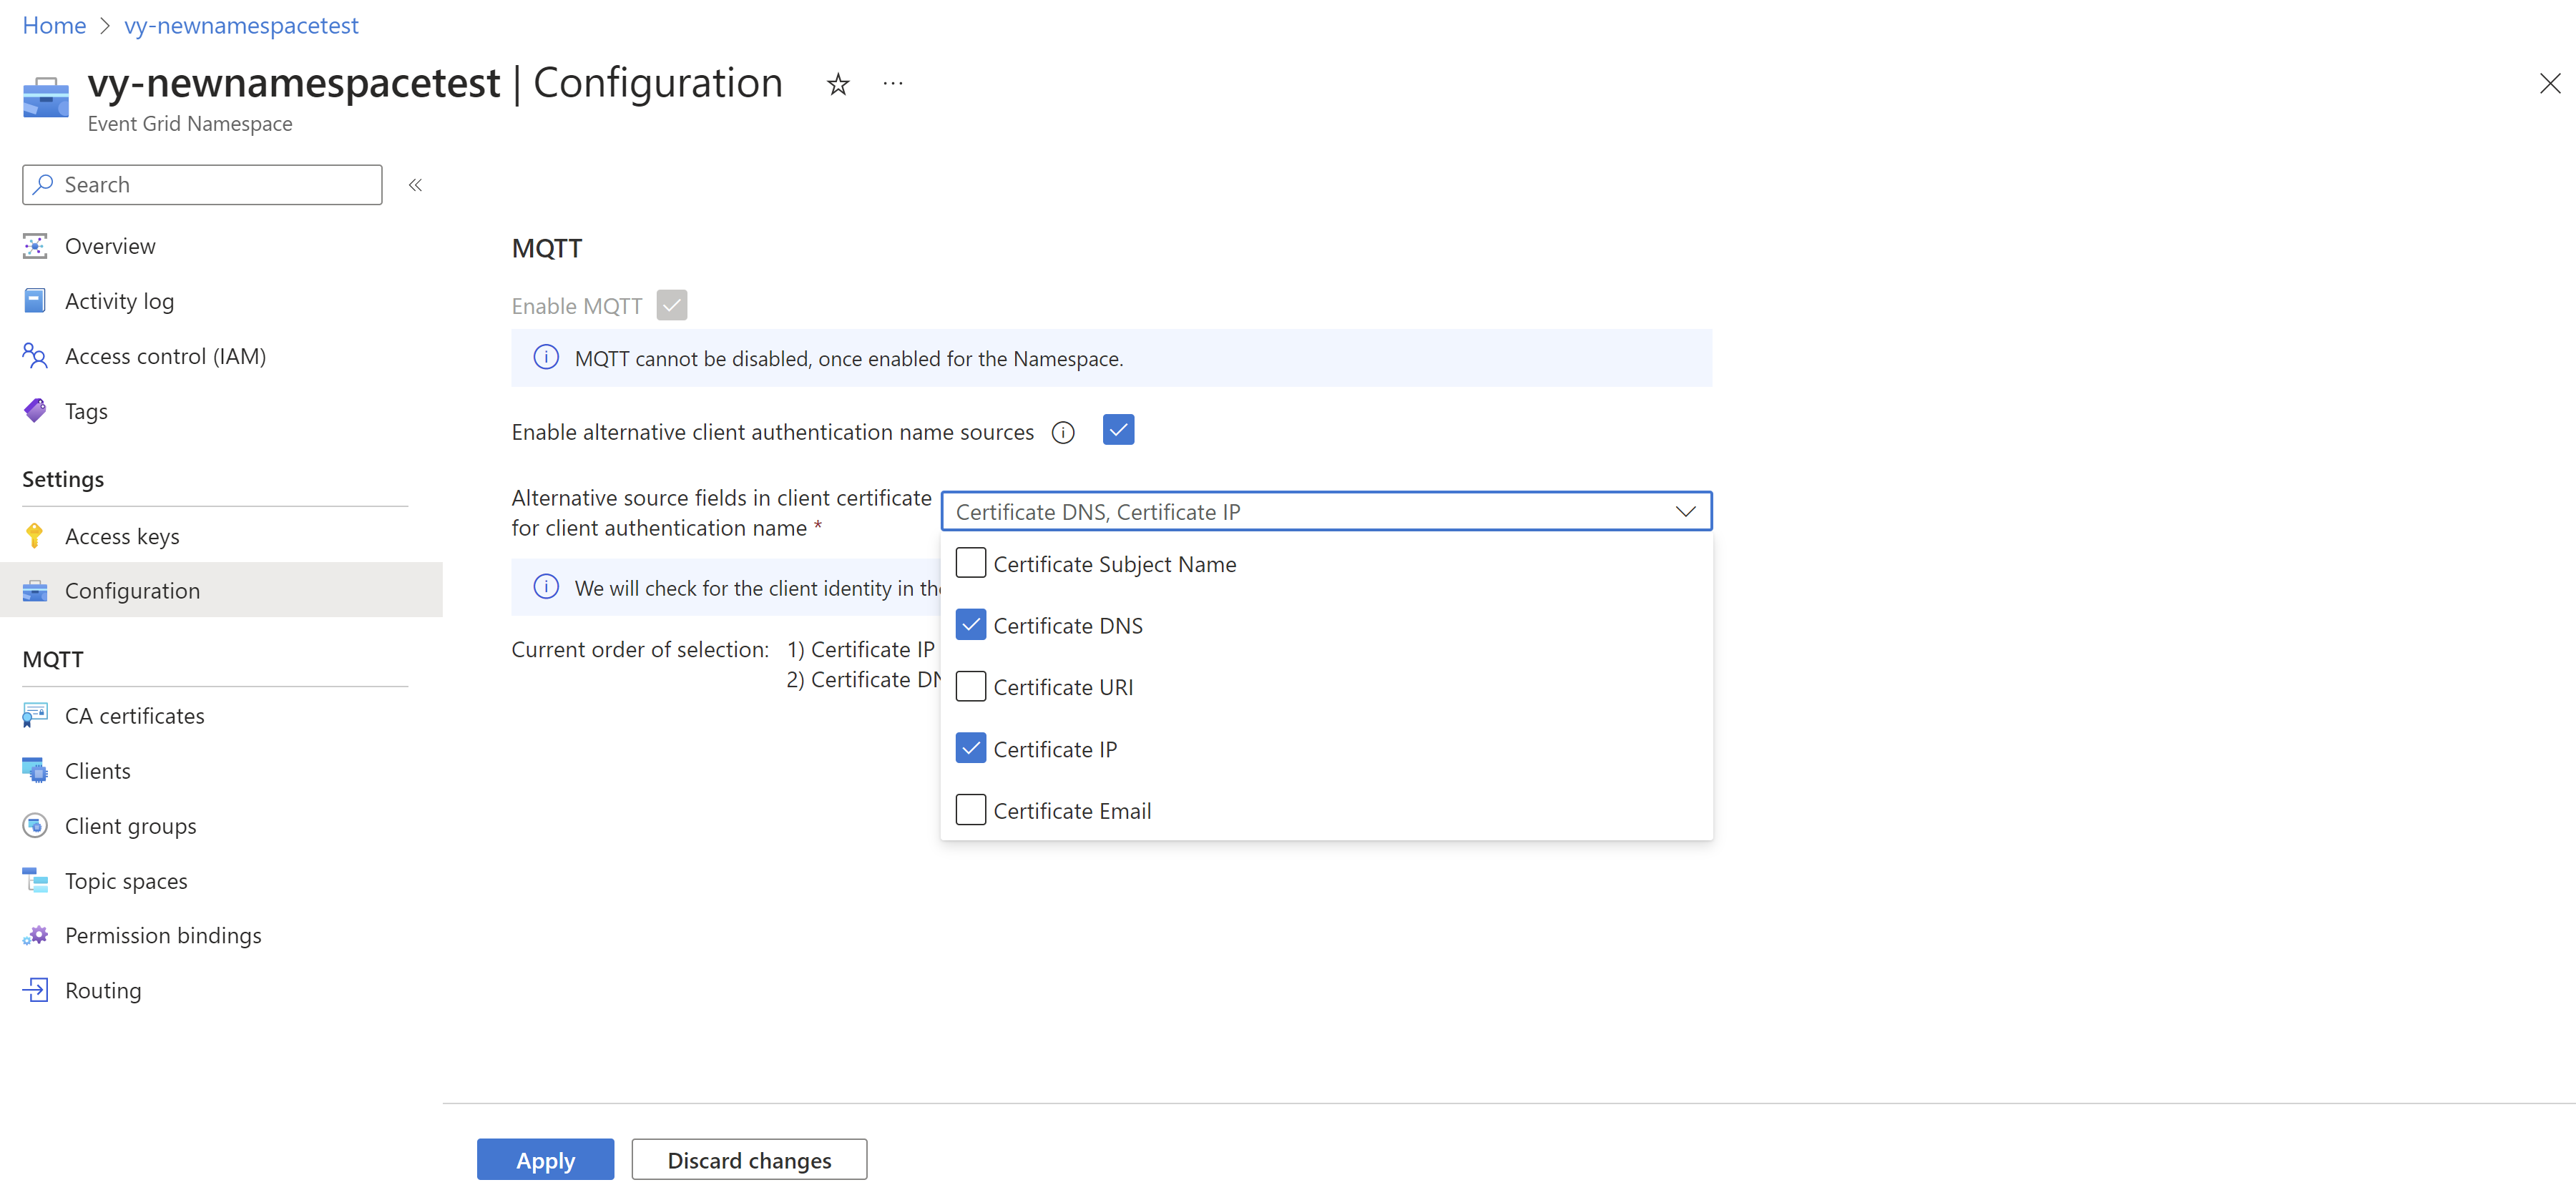 Home > vy-newnamespacetest
vy-newnamespacetest | Configuration
Event Grid Namespace
Search
Overview
Activity log
Access control (IAM)
Tags
Settings
Access keys
Configuration
MQTT
CA certificates
Clients
Client groups
Topic spaces
Permission bindings
Routing
MQTT
Enable MQTT
MQTT cannot be disabled, once enabled for the Namespace.
Enable alternative client authentication name sources
Alternative source fields in client certificate
for client authentication name *
Certificate DNS, Certificate IP
Certificate Subject Name
Certificate DNS
Certificate URI
Certificate IP
Certificate Email
We will check for the client identity in
Current order of selection: 1) Certificate IP
2) Certificate
Apply
Discard changes